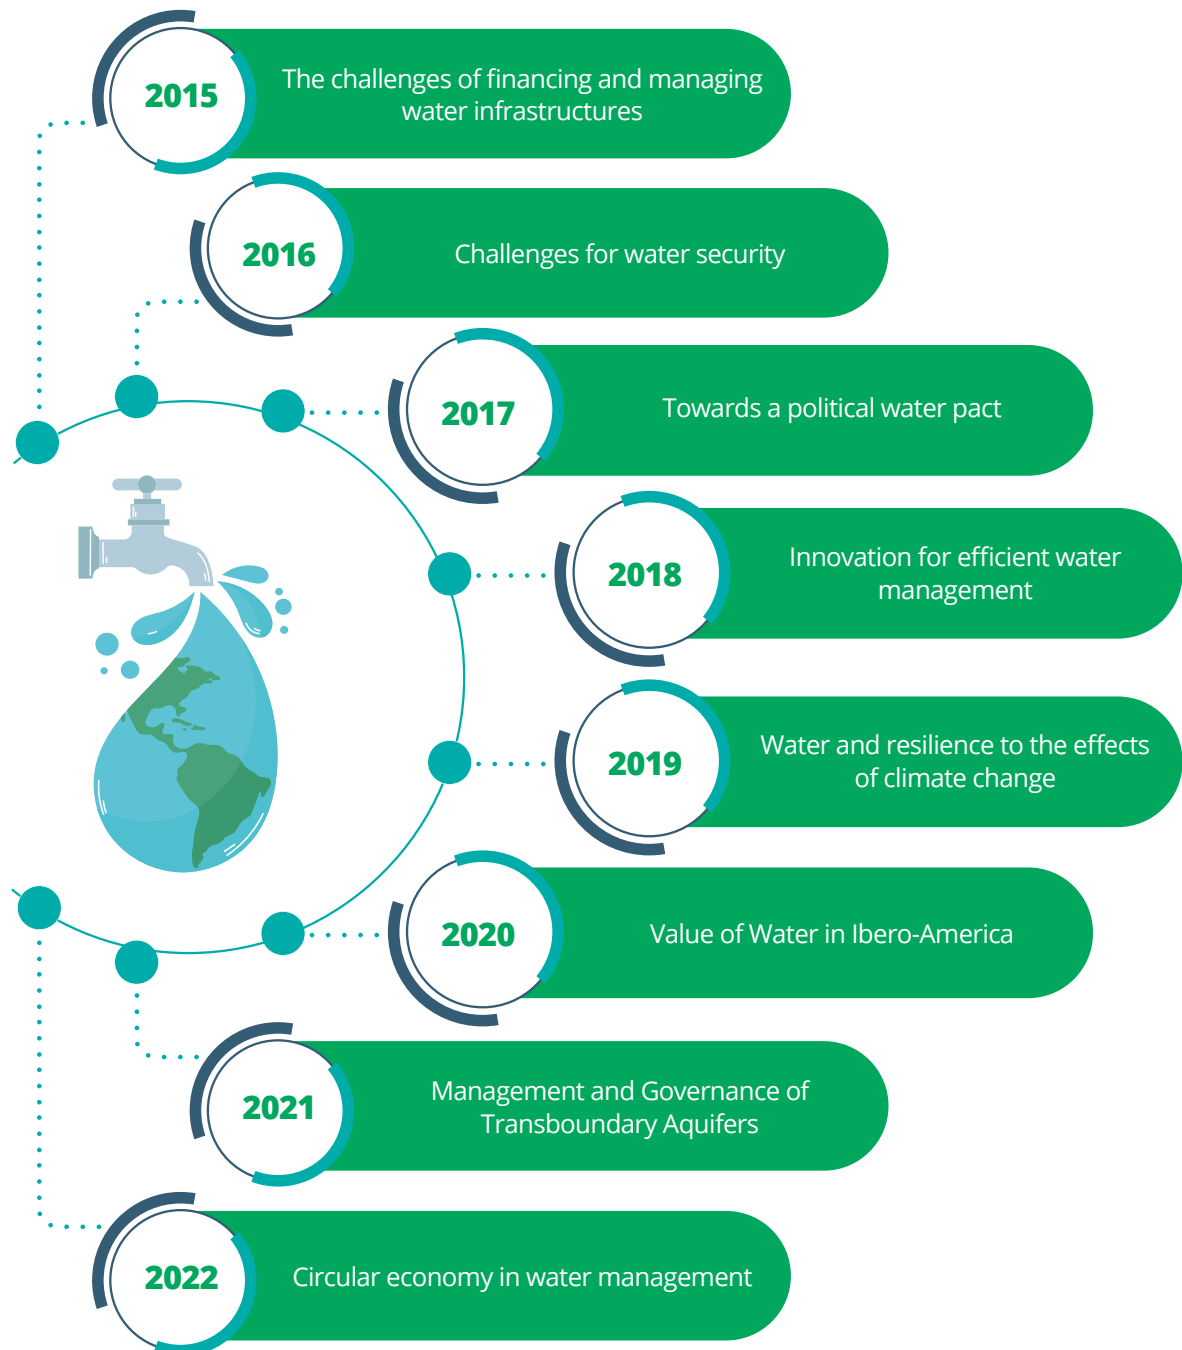 2015
The challenges of financing and managing
water infrastructures
2016
Challenges for water security
2017
Towards a political water pact
2018
Innovation for efficient water
management
2019
Water and resilience to the effects
of climate change
2020
Value of Water in Ibero-America
2021
Management and Governance of
Transboundary Aquifers
2022
Circular economy in water management